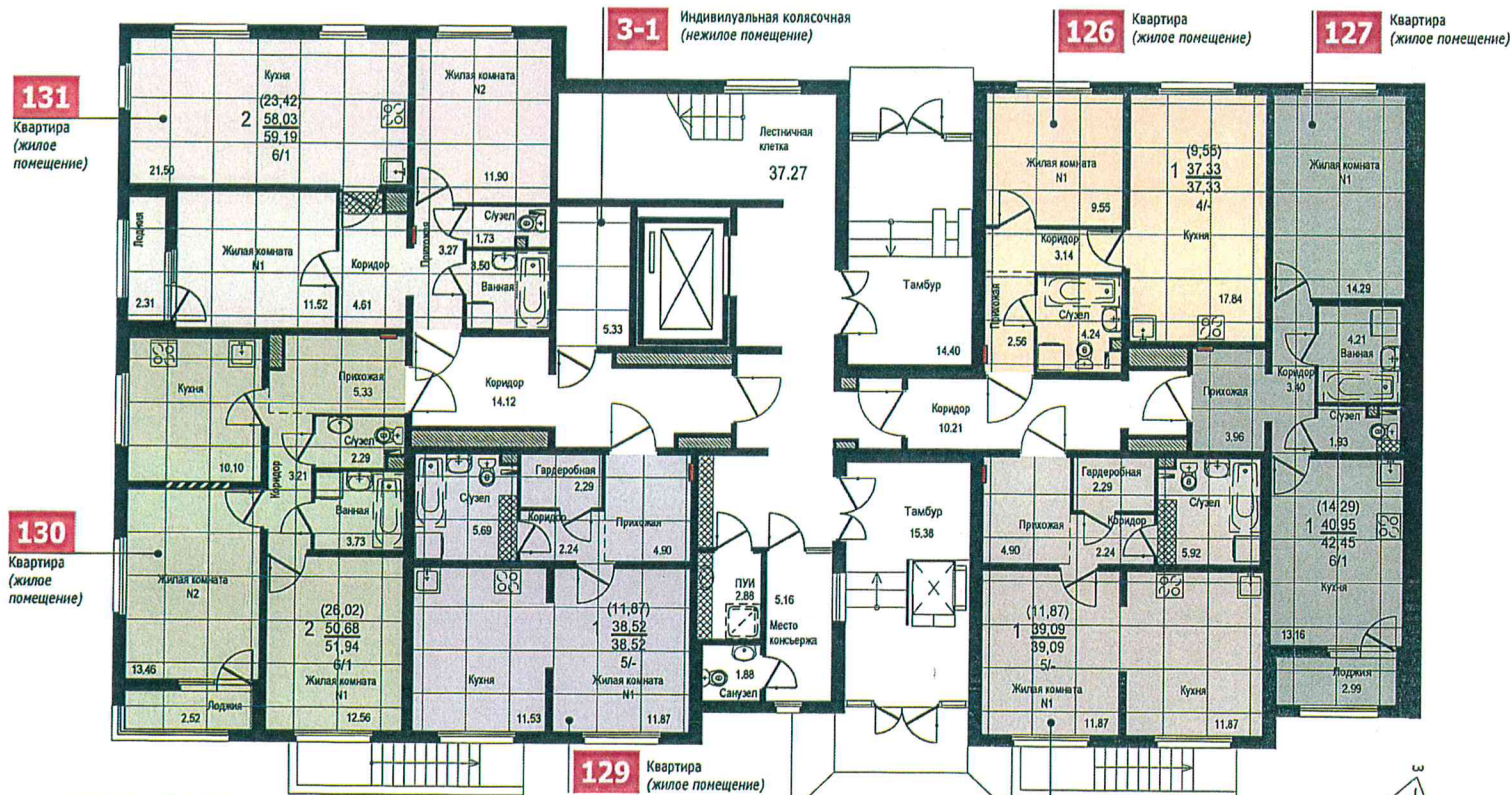 3-1
Индивилуальная колясочная
(нежилое помещение)
126
Квартира
(жилое помещение)
127
Квартира
(жилое помещение)
131
Квартира
(жилое
помещение)
Кухня
(23,42)
2
58,03
59,19
6/1
21.50
Жилая комната
N2
11.90
Лоджия
2.31
Жилая комната
N1
11.52
Коридор
4.61
Прихожая
3.27
С/узел
1.73
3.50
Ванная
Лестничная
клетка
37.27
5.33
Тамбур
14.40
Жилая комната
N1
9.55
Коридор
3.14
Прихожая
2.56
С/узел
4.24
(9,55)
1
37,33
37,33
4/-
Кухня
17.84
Жилая комната
N1
14.29
4.21
Ванная
Коридор
3.40
С/узел
1.93
Прихожая
3.96
Кухня
10.10
Прихожая
5.33
С/узел
2.29
Коридор
3.21
Ванная
3.73
Коридор
14.12
Коридор
10.21
130
Квартира
(жилое
помещение)
Жилая комната
N2
13.46
Лоджия
2.52
(26,02)
2
50,68
51,94
6/1
Жилая комната
N1
12.56
С/узел
5.69
Гардеробная
2.29
Коридор
2.24
Прихожая
4.90
Кухня
11.53
(11,87)
1
38,52
38,52
5/-
Жилая комната
N1
11.87
ПУИ
2.88
5.16
Место
консьержа
1.88
Санузел
Тамбур
15.38
Прихожая
4.90
Гардеробная
2.29
Коридор
2.24
С/узел
5.92
(11,87)
1
39,09
39,09
5/-
Жилая комната
N1
11.87
Кухня
11.87
(14,29)
1
40,95
42,45
6/1
Кухня
13.16
Лоджия
2.99
129
Квартира
(жилое помещение)
З